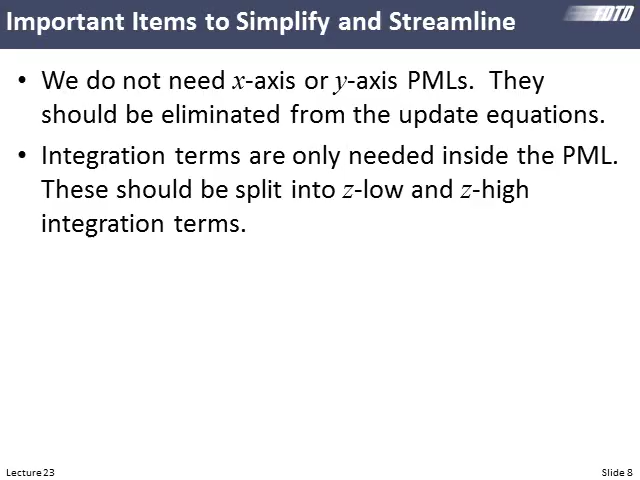 Important Items to Simplify and Streamline
FDTD
• We do not need x-axis or y-axis PMLs. They
should be eliminated from the update equations.
• Integration terms are only needed inside the PML.
These should be split into z-low and z-high
integration terms.
Lecture 23
Slide 8